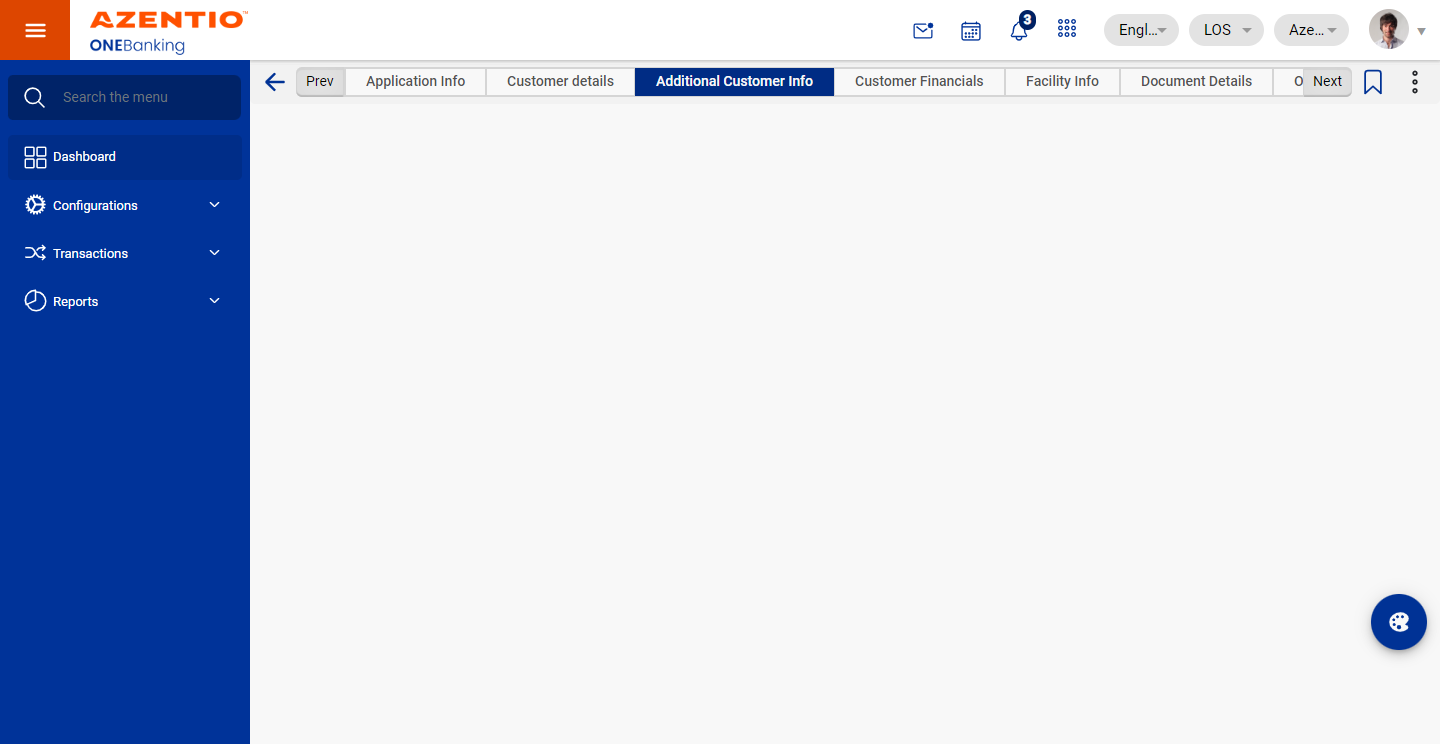 AZENTIO™
ONEBanking
3
Engl...
LOS
Aze...
Prev
Application Info
Customer details
Additional Customer Info
Customer Financials
Facility Info
Document Details
O
Next
Search the menu
Dashboard
Configurations
Transactions
Reports